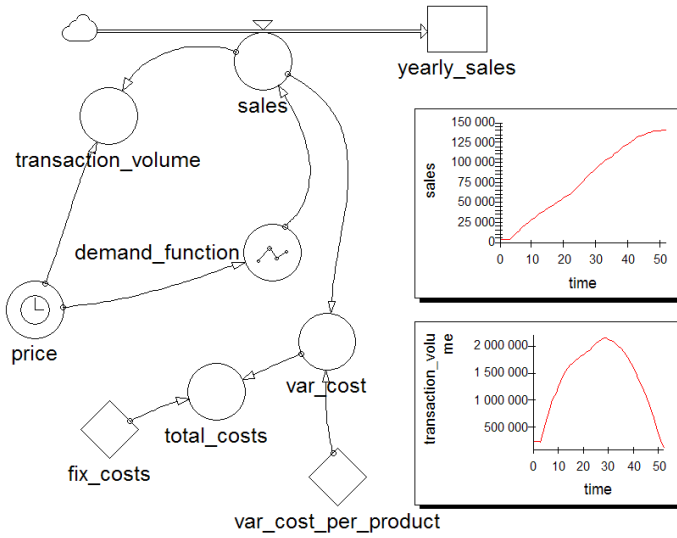 yearly_sales
sales
transaction_volume
demand_function
price
var_cost
total_costs
fix_costs
var_cost_per_product
sales
150 000
125 000
100 000
75 000
50 000
25 000
0
0 10 20 30 40 50
time
transaction_volu
me
2 000 000
1 500 000
1 000 000
500 000
0 10 20 30 40 50
time